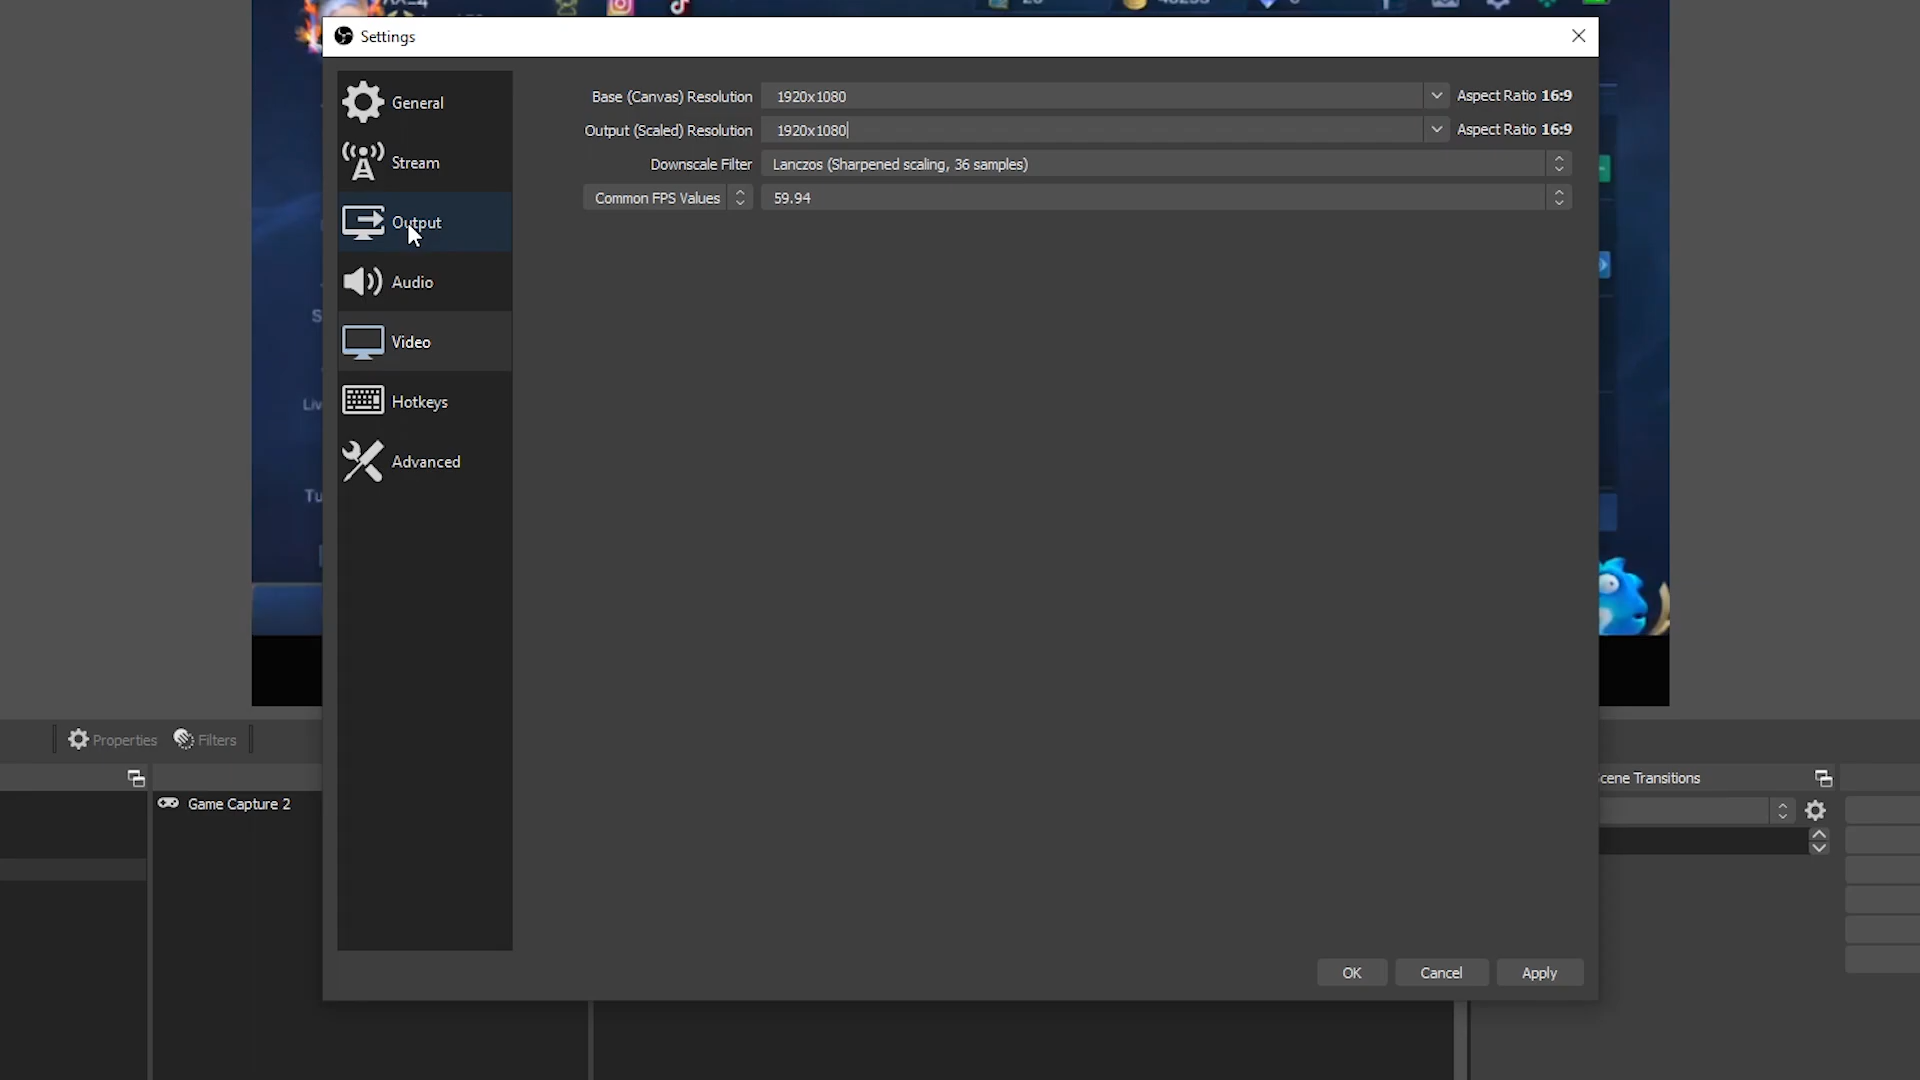 Settings
General
Stream
Output
Audio
Video
Hotkeys
Advanced
Base (Canvas) Resolution 1920x1080 Aspect Ratio 16:9
Output (Scaled) Resolution 1920x1080 Aspect Ratio 16:9
Downscale Filter Lanczos (Sharpened scaling, 36 samples)
Common FPS Values 59.94
OK Cancel Apply
Properties Filters
Game Capture 2
cene Transitions
Liv
Tu
S